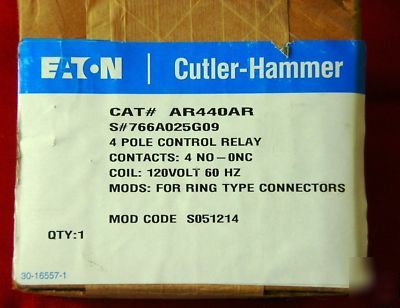 EATON | Cutler-Hammer
CAT# AR440AR
S#766A025G09
4 POLE CONTROL RELAY
CONTACTS: 4 NO-0NC
COIL: 120VOLT 60 HZ
MODS: FOR RING TYPE CONNECTORS
MOD CODE S051214
QTY:1
30-16557-1